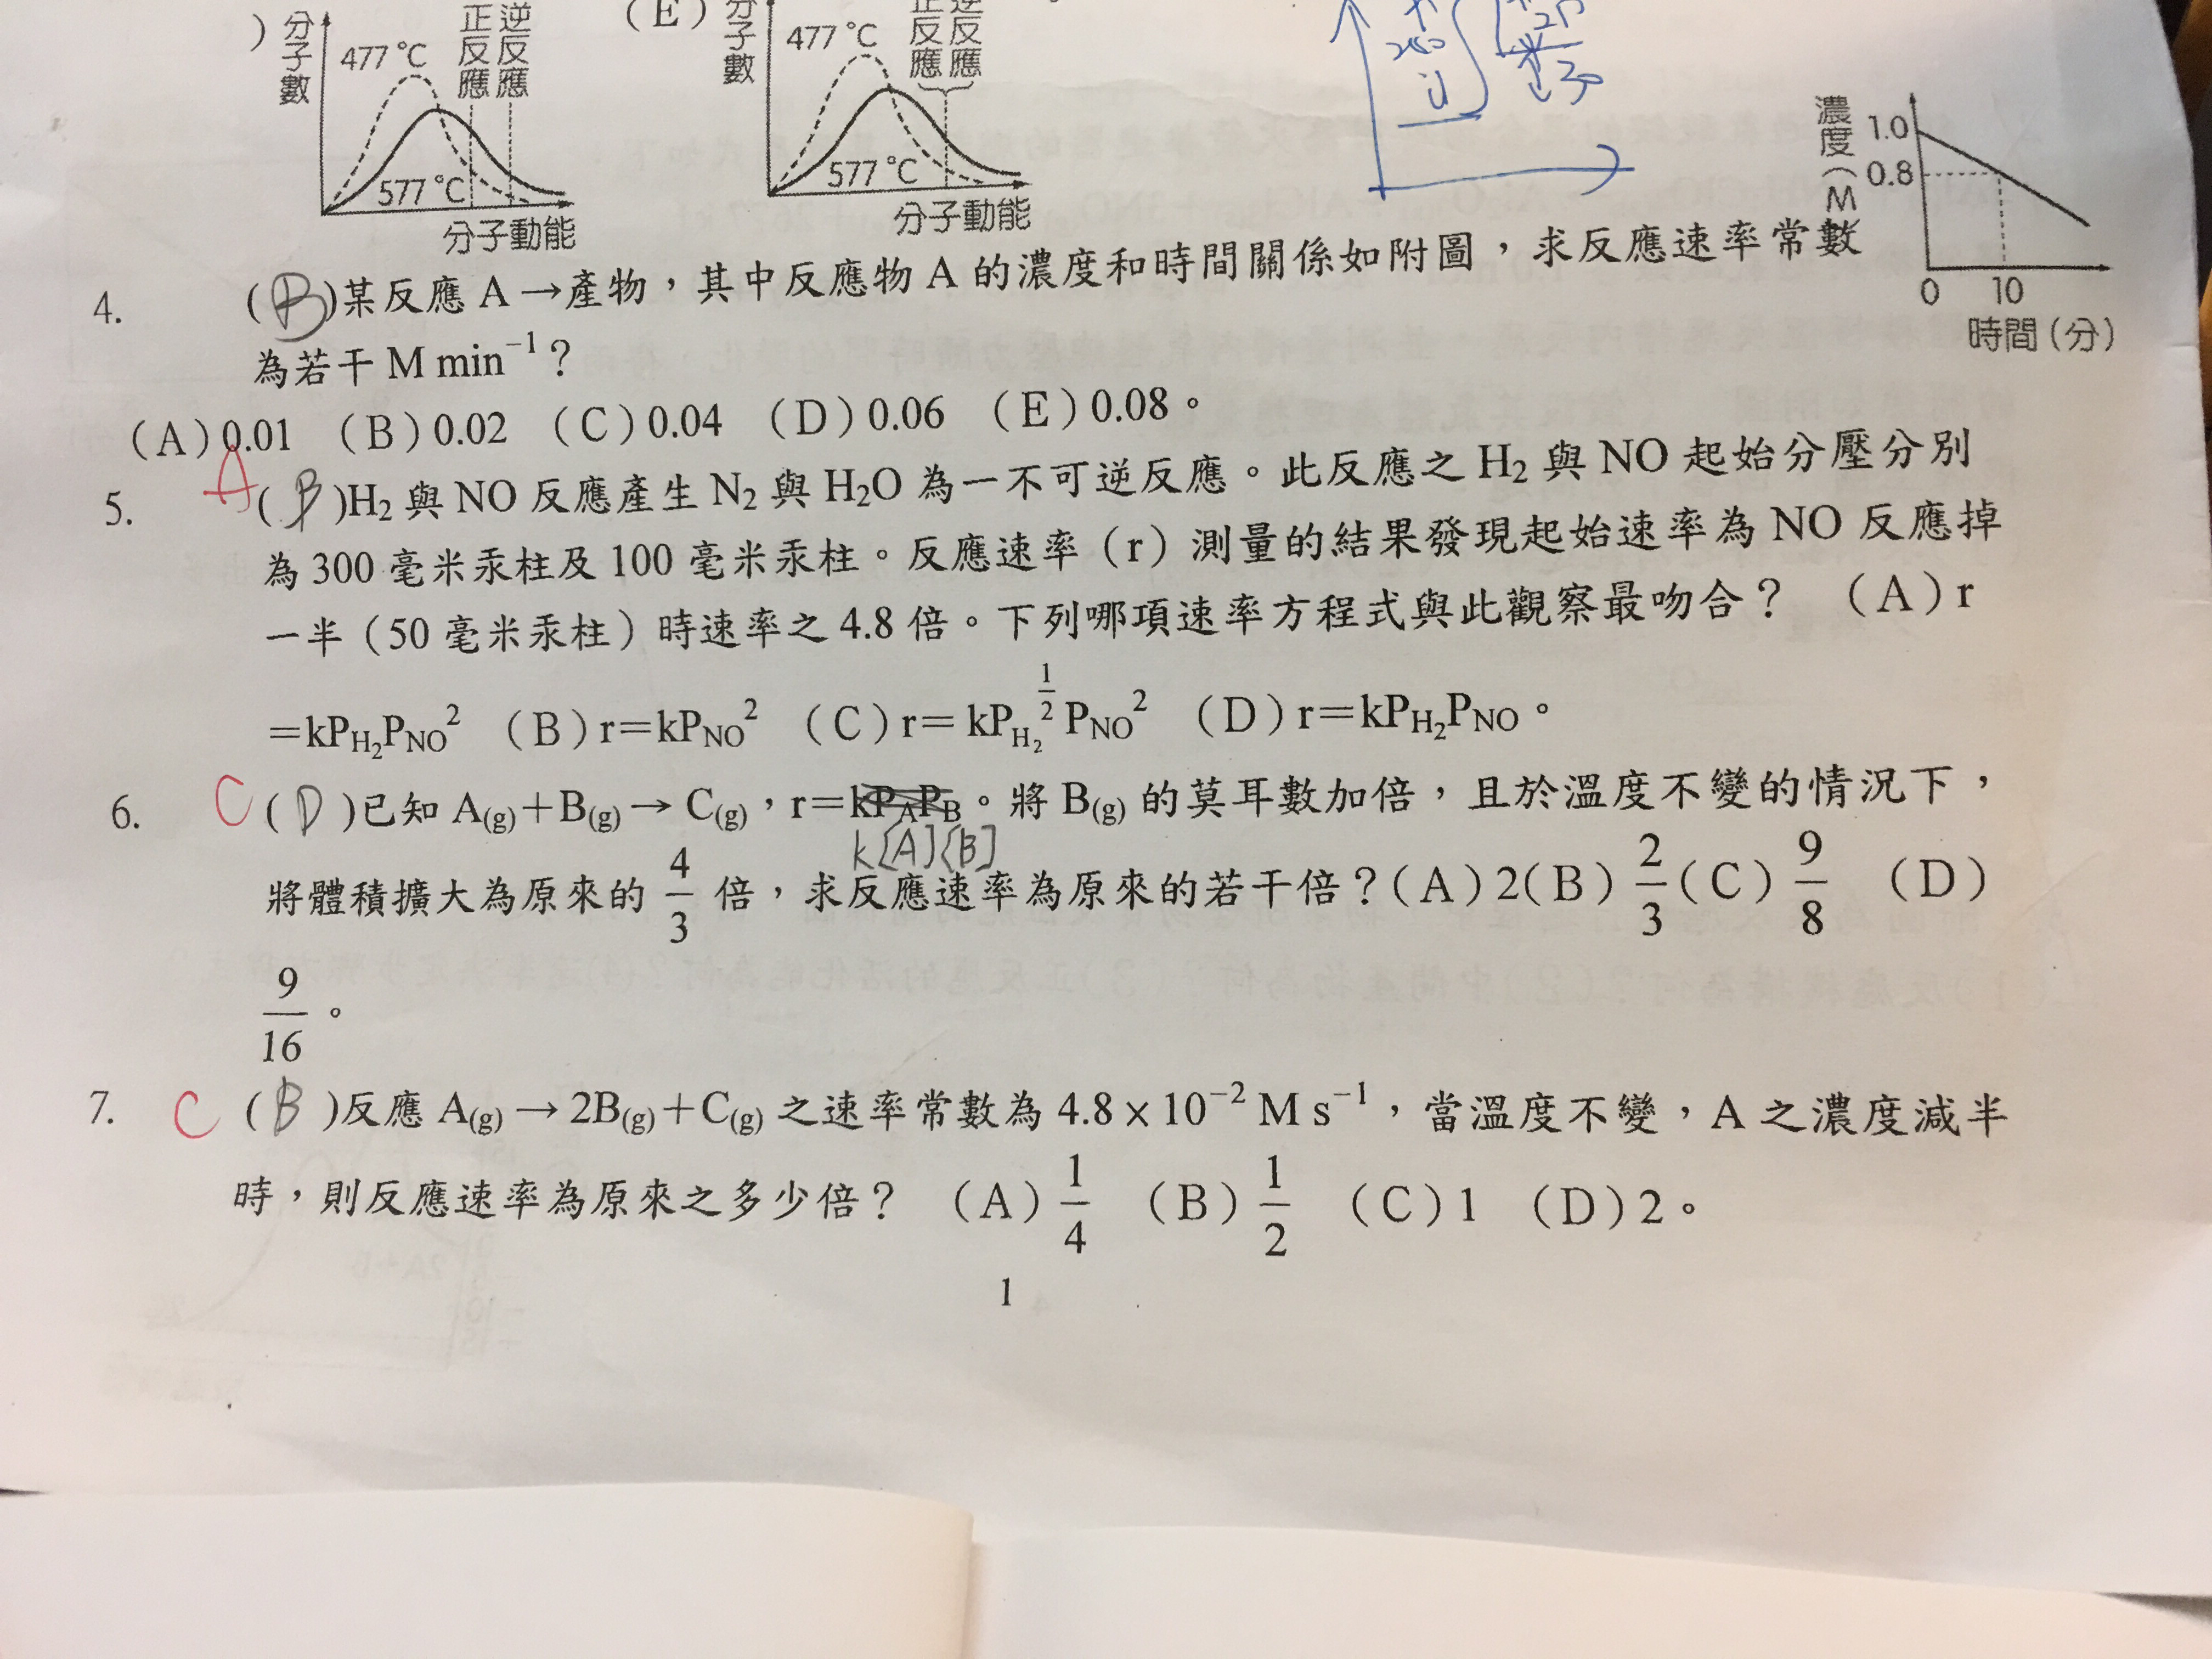 ) 分子數 477 ℃ 正反應 逆反應 577 ℃ 分子動能
(E) 分子數 477 ℃ 正反應 逆反應 577 ℃ 分子動能
濃度(M) 1.0 0.8 0 10 時間(分)
4. (B)某反應 A→產物，其中反應物 A 的濃度和時間關係如附圖，求反應速率常數
為若干 M min⁻¹？
(A)0.01 (B)0.02 (C)0.04 (D)0.06 (E)0.08。
5. A (B)H₂ 與 NO 反應產生 N₂ 與 H₂O 為一不可逆反應。此反應之 H₂ 與 NO 起始分壓分別
為 300 毫米汞柱及 100 毫米汞柱。反應速率（r）測量的結果發現起始速率為 NO 反應掉
一半（50 毫米汞柱）時速率之 4.8 倍。下列哪項速率方程式與此觀察最吻合？ (A) r
=kP_H₂P_NO² (B) r=kP_NO² (C) r=kP_H₂^1/2 P_NO² (D) r=kP_H₂P_NO。
6. C (D)已知 A(g)+B(g)→ C(g)，r=kP_AP_B。將 B(g) 的莫耳數加倍，且於溫度不變的情況下，
k[A][B]
將體積擴大為原來的 4/3 倍，求反應速率為原來的若干倍？(A) 2(B) 2/3 (C) 9/8 (D)
9/16。
7. C (B)反應 A(g)→ 2B(g)+C(g) 之速率常數為 4.8 × 10⁻² M s⁻¹，當溫度不變，A 之濃度減半
時，則反應速率為原來之多少倍？ (A) 1/4 (B) 1/2 (C) 1 (D) 2。
1